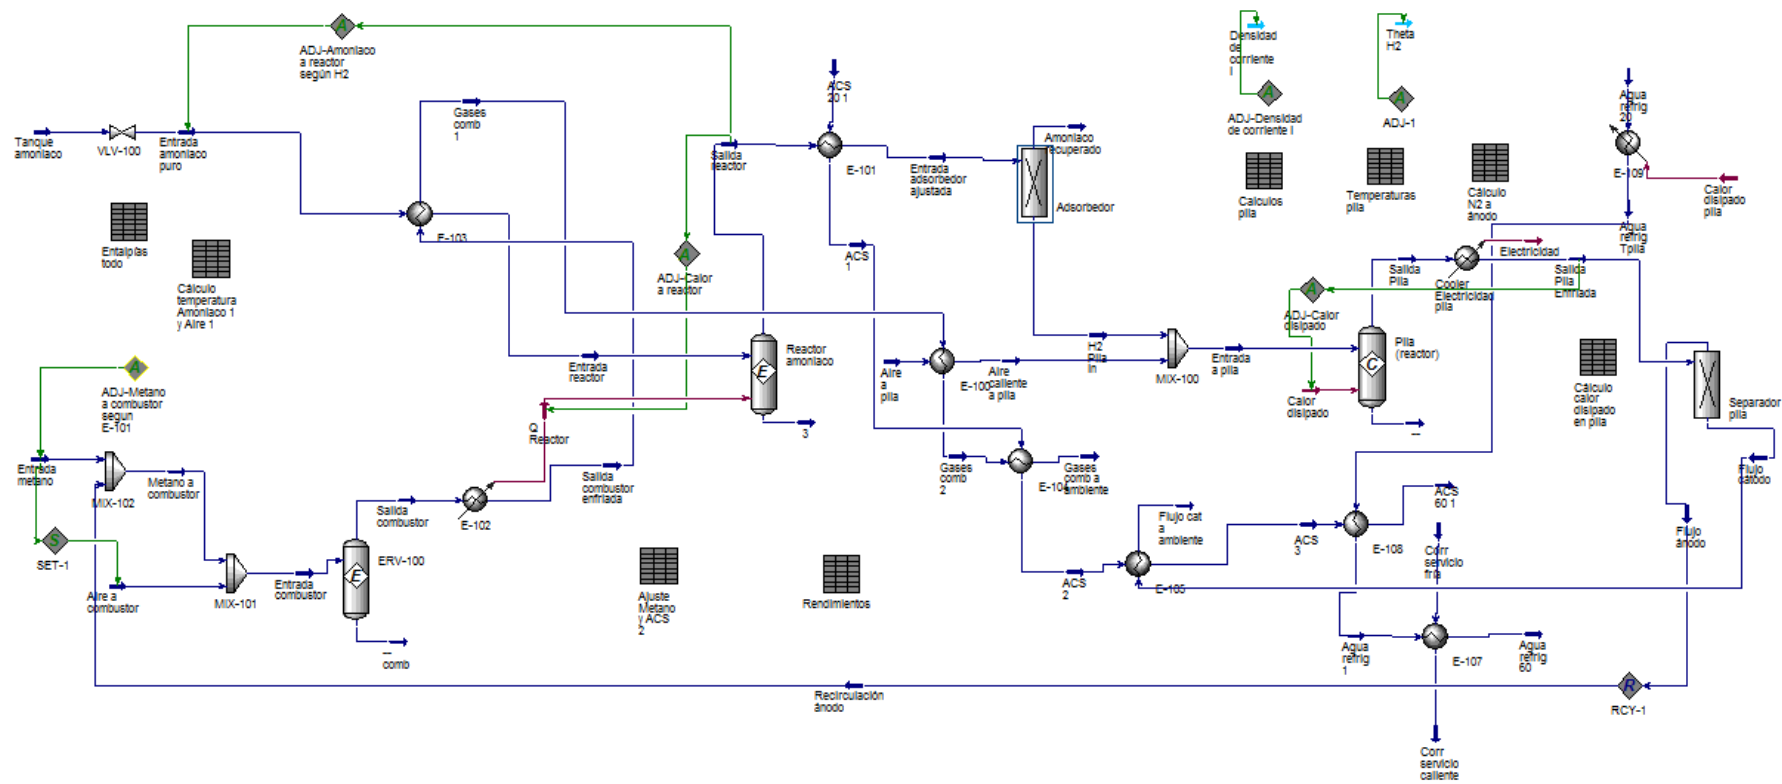 ADJ-Amoniaco
a reactor
según H2
Tanque
amoniaco
VLV-100
Entrada
amoniaco
puro
Gases
comb
1
E-103
Entalpías
todo
Cálculo
temperatura
Amoniaco 1
y Aire 1
ADJ-Metano
a combustor
segun
E-101
Entrada
metano
MIX-102
Metano a
combustor
SET-1
Aire a
combustor
MIX-101
Entrada
combustor
Salida
combustor
E-102
ERV-100
E
--
comb
Salida
combustor
enfriada
Q
Reactor
Entrada
reactor
ADJ-Calor
a reactor
Salida
reactor
Reactor
amoniaco
E
3
ACS
20 1
E-101
ACS
1
Entrada
adsorbedor
ajustada
Amoniaco
recuperado
Adsorbedor
Aire
a
pila
E-100
Aire
caliente
a pila
H2
Pila
In
MIX-100
Entrada
a pila
Gases
comb
2
E-104
Gases
comb a
ambiente
Ajuste
Metano
y ACS
2
Rendimientos
ACS
2
Flujo cat
a
ambiente
E-105
ACS
3
E-108
ACS
60 1
Corr
servicio
fria
Agua
refrig
1
E-107
Agua
refrig
60
Corr
servicio
caliente
Densidad
de
corriente
I
ADJ-Densidad
de corriente I
Theta
H2
ADJ-1
Calculos
pila
Temperaturas
pila
Cálculo
N2 a
ánodo
Agua
refrig
20
E-109
Calor
disipado
pila
Agua
refrig
Tpila
Electricidad
Salida
Pila
Cooler
Electricidad
pila
Salida
Pila
Enfriada
ADJ-Calor
disipado
Calor
disipado
Pila
(reactor)
C
--
Cálculo
calor
disipado
en pila
Separador
pila
Flujo
cátodo
Flujo
ánodo
RCY-1
Recirculación
ánodo
A
A
A
A
A
A
S
R